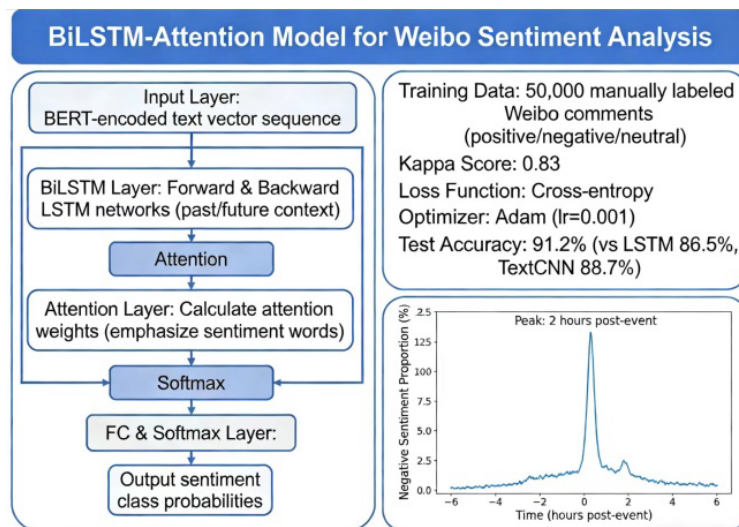 BiLSTM-Attention Model for Weibo Sentiment Analysis
Input Layer:
BERT-encoded text vector sequence
BiLSTM Layer: Forward & Backward
LSTM networks (past/future context)
Attention
Attention Layer: Calculate attention
weights (emphasize sentiment words)
Softmax
FC & Softmax Layer:
Output sentiment
class probabilities
Training Data: 50,000 manually labeled
Weibo comments
(positive/negative/neutral)
Kappa Score: 0.83
Loss Function: Cross-entropy
Optimizer: Adam (lr=0.001)
Test Accuracy: 91.2% (vs LSTM 86.5%,
TextCNN 88.7%)
Peak: 2 hours post-event
Negative Sentiment Proportion (%)
2.5
125
375
2.5
0.0
−6
−4
−2
0
2
4
6
Time (hours post-event)